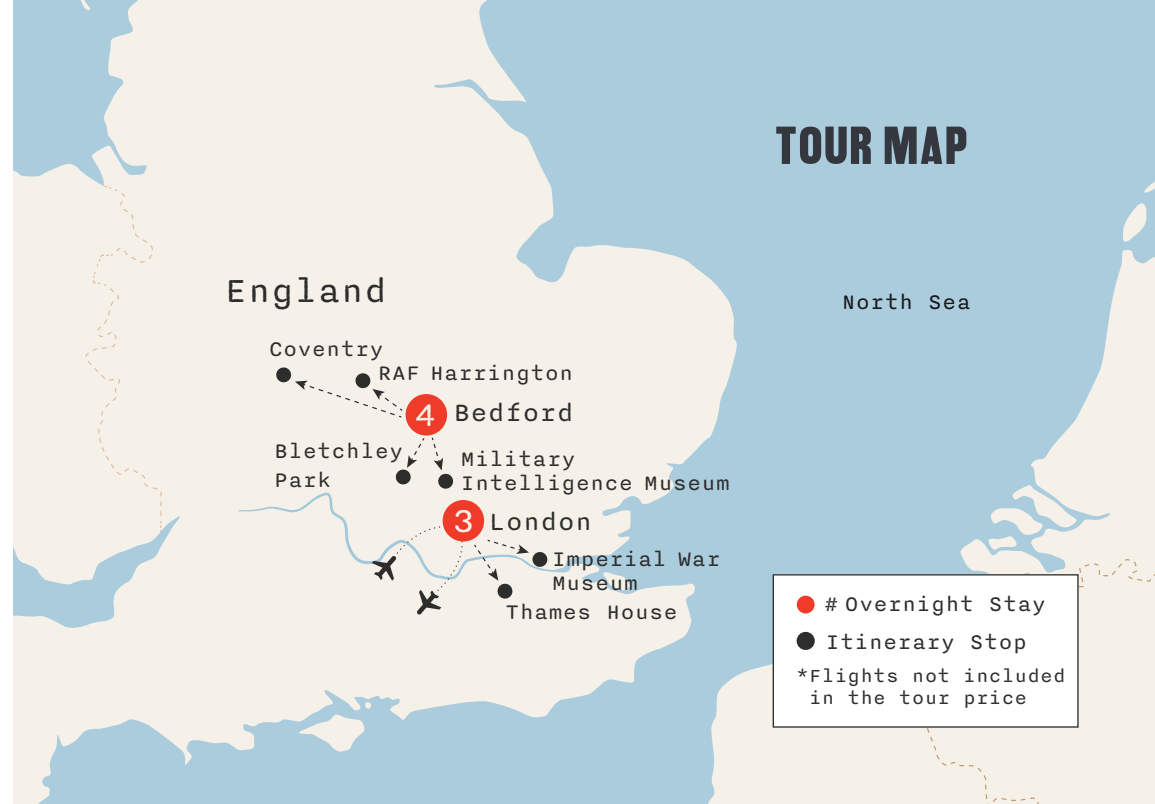 TOUR MAP
England
North Sea
Coventry
RAF Harrington
4 Bedford
Bletchley
Park
Military
Intelligence Museum
3 London
Imperial War
Museum
Thames House
# Overnight Stay
Itinerary Stop
*Flights not included
in the tour price